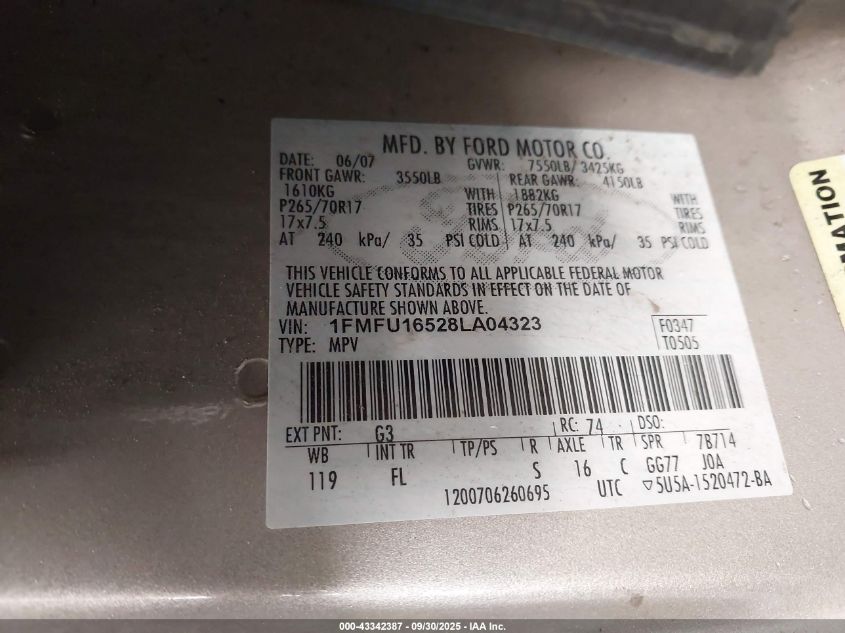 MFD. BY FORD MOTOR CO.
DATE: 06/07 GVWR: 7550LB/ 3425KG
FRONT GAWR: 3550LB REAR GAWR: 4150LB
1610KG WITH 1882KG WITH
P265/70R17 TIRES P265/70R17 TIRES
17x7.5 RIMS 17x7.5 RIMS
AT 240 kPa/ 35 PSI COLD AT 240 kPa/ 35 PSI COLD
THIS VEHICLE CONFORMS TO ALL APPLICABLE FEDERAL MOTOR
VEHICLE SAFETY STANDARDS IN EFFECT ON THE DATE OF
MANUFACTURE SHOWN ABOVE.
VIN: 1FMFU16528LA04323 F0347
TYPE: MPV T0505
EXT PNT: G3 RC: 74 DSO:
WB INT TR TP/PS R AXLE TR SPR 7B714
119 FL S 16 C GG77 J0A
1200706260695 UTC ▽5U5A-1520472-BA
MATION
000-43342387 - 09/30/2025 - IAA Inc.